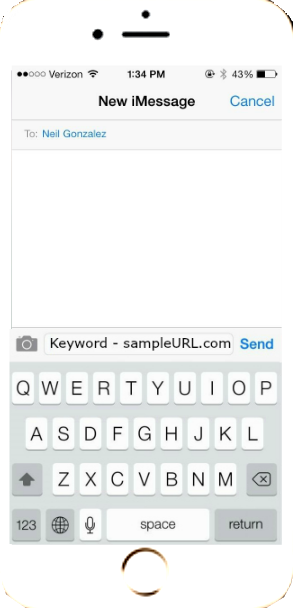 Verizon 1:34 PM 43%
New iMessage Cancel
To: Neil Gonzalez
Keyword - sampleURL.com Send
Q W E R T Y U I O P
A S D F G H J K L
Z X C V B N M
123 space return